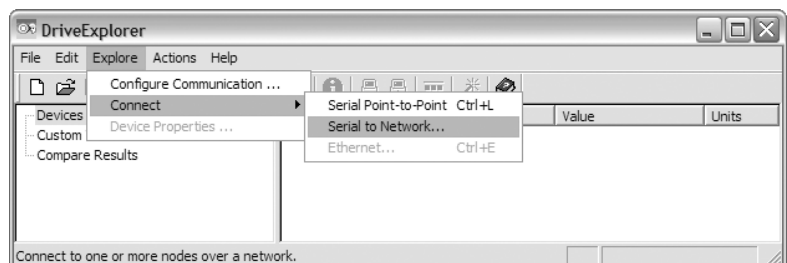 DriveExplorer
File Edit Explore Actions Help
Configure Communication ...
Connect
Device Properties ...
Serial Point-to-Point Ctrl+L
Serial to Network...
Ethernet... Ctrl+E
Devices
Custom
Compare Results
Value Units
Connect to one or more nodes over a network.